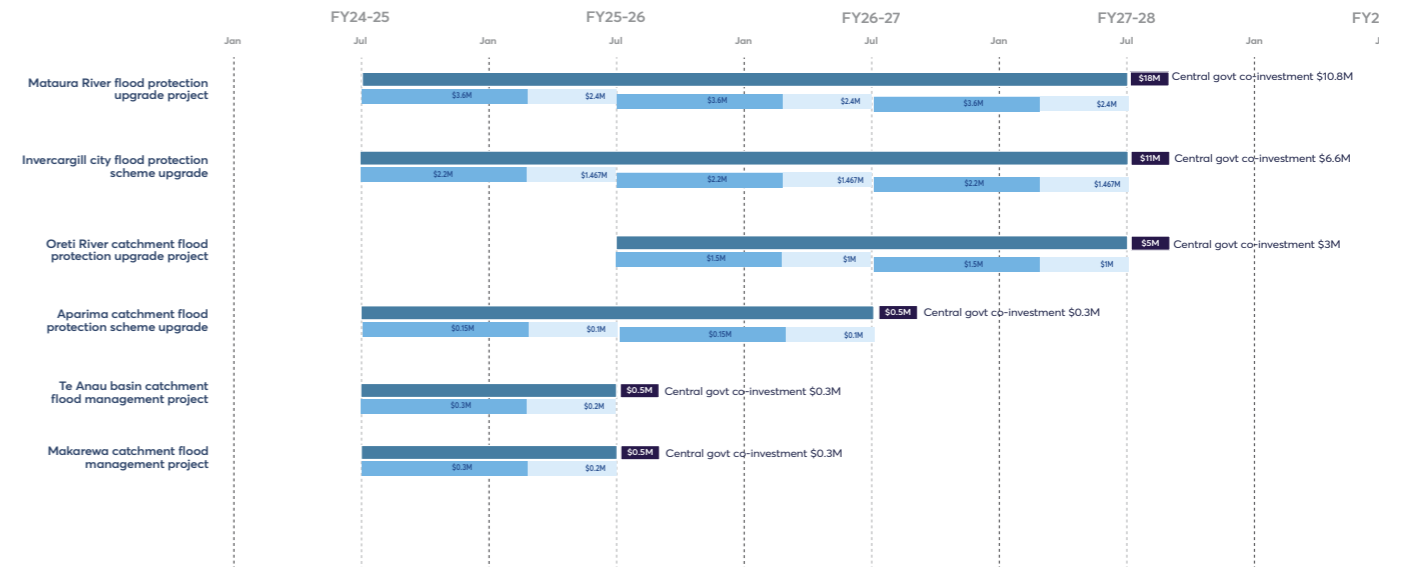 FY24-25 FY25-26 FY26-27 FY27-28 FY2
Jan Jul Jan Jul Jan Jul Jan Jul Jan J
Mataura River flood protection
upgrade project
$18M Central govt co-investment $10.8M
$3.6M $2.4M $3.6M $2.4M $3.6M $2.4M
Invercargill city flood protection
scheme upgrade
$11M Central govt co-investment $6.6M
$2.2M $1.467M $2.2M $1.467M $2.2M $1.467M
Oreti River catchment flood
protection upgrade project
$5M Central govt co-investment $3M
$1.5M $1M $1.5M $1M
Aparima catchment flood
protection scheme upgrade
$0.5M Central govt co-investment $0.3M
$0.15M $0.1M $0.15M $0.1M
Te Anau basin catchment
flood management project
$0.5M Central govt co-investment $0.3M
$0.3M $0.2M
Makarewa catchment flood
management project
$0.5M Central govt co-investment $0.3M
$0.3M $0.2M